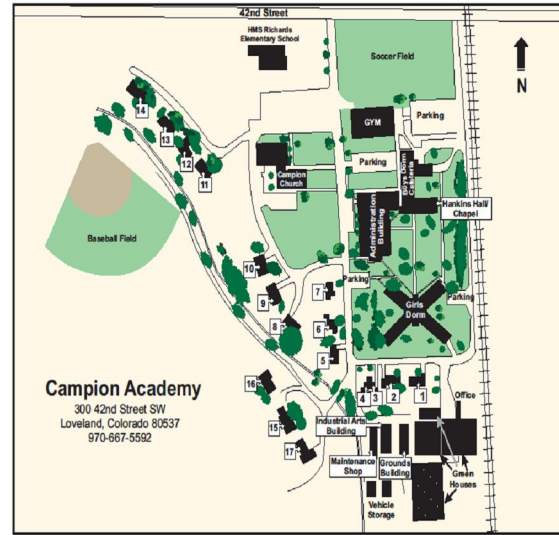 42nd Street
HMS Richards
Elementary School
Soccer Field
N
14
GYM
Parking
13
Parking
12
11
Campion
Church
Boys Dorm
Cafeteria
Hankins Hall/
Chapel
Administration
Building
Baseball Field
10
9
7
Parking
Parking
Girls
Dorm
8
6
5
Campion Academy
300 42nd Street SW
Loveland, Colorado 80537
970-667-5592
16
4
3
2
1
Office
15
Industrial Arts
Building
17
Maintenance
Shop
Grounds
Building
Green
Houses
Vehicle
Storage